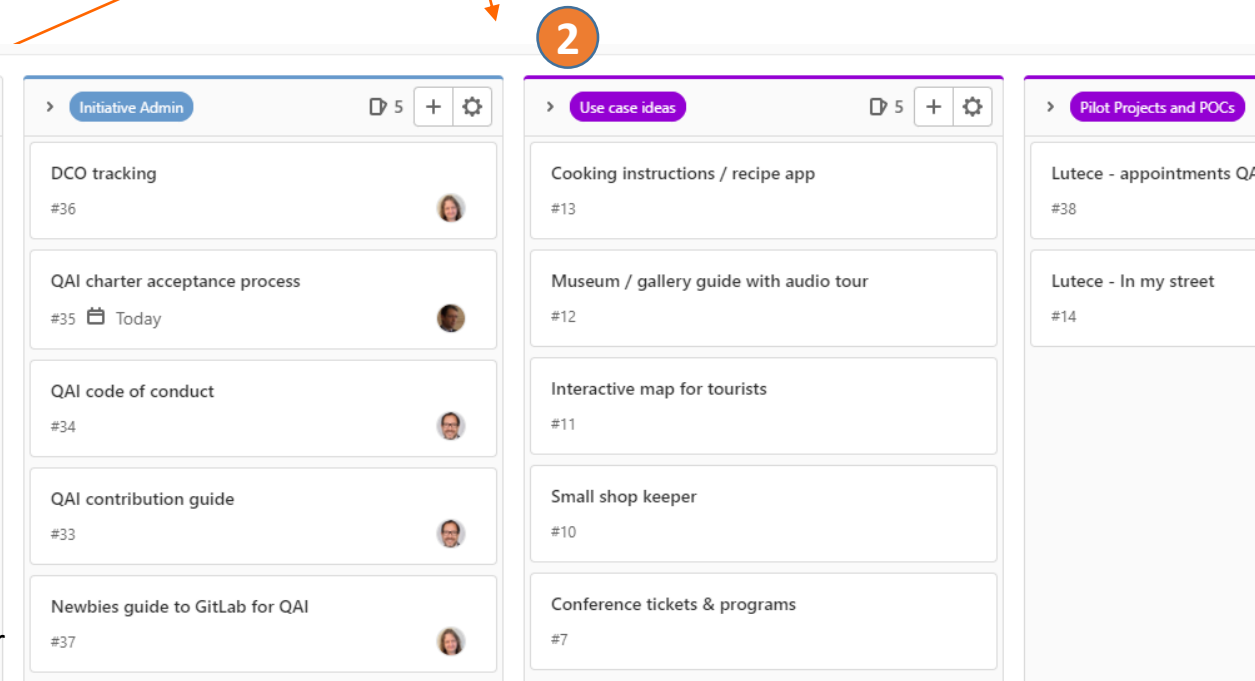 2
Initiative Admin
5
DCO tracking
#36
QAI charter acceptance process
#35 Today
QAI code of conduct
#34
QAI contribution guide
#33
Newbies guide to GitLab for QAI
#37
Use case ideas
5
Cooking instructions / recipe app
#13
Museum / gallery guide with audio tour
#12
Interactive map for tourists
#11
Small shop keeper
#10
Conference tickets & programs
#7
Pilot Projects and POCs
Lutece - appointments
#38
Lutece - In my street
#14